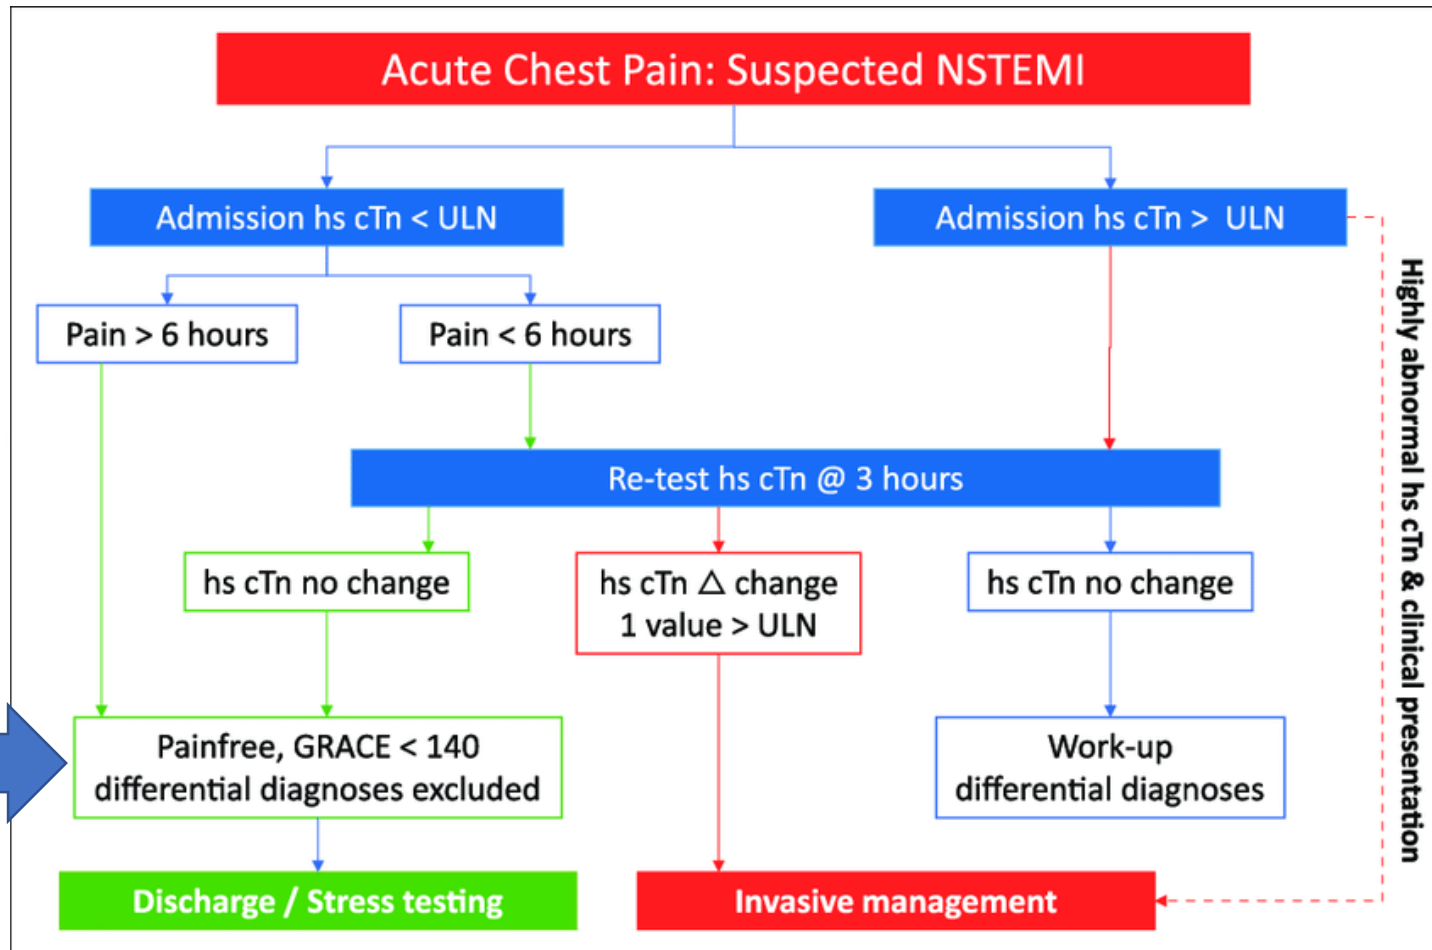 Acute Chest Pain: Suspected NSTEMI
Admission hs cTn < ULN
Admission hs cTn > ULN
Pain > 6 hours
Pain < 6 hours
Re-test hs cTn @ 3 hours
hs cTn no change
hs cTn △ change
1 value > ULN
hs cTn no change
Painfree, GRACE < 140
differential diagnoses excluded
Work-up
differential diagnoses
Discharge / Stress testing
Invasive management
Highly abnormal hs cTn & clinical presentation